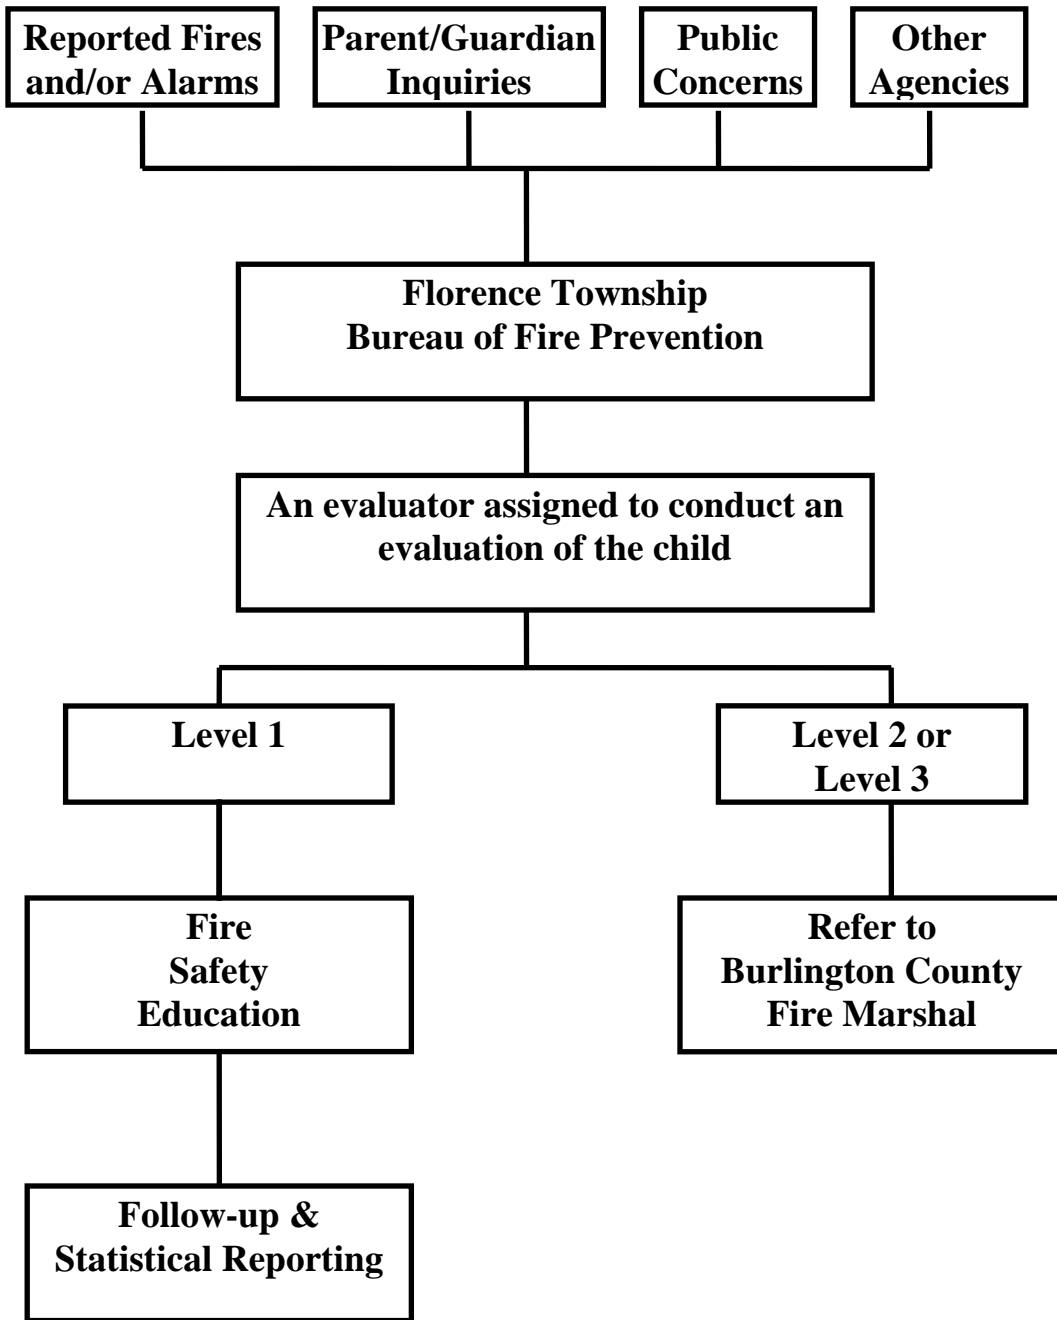 Reported Fires
and/or Alarms
Parent/Guardian
Inquiries
Public
Concerns
Other
Agencies
Florence Township
Bureau of Fire Prevention
An evaluator assigned to conduct an
evaluation of the child
Level 1
Level 2 or
Level 3
Fire
Safety
Education
Refer to
Burlington County
Fire Marshal
Follow-up &
Statistical Reporting